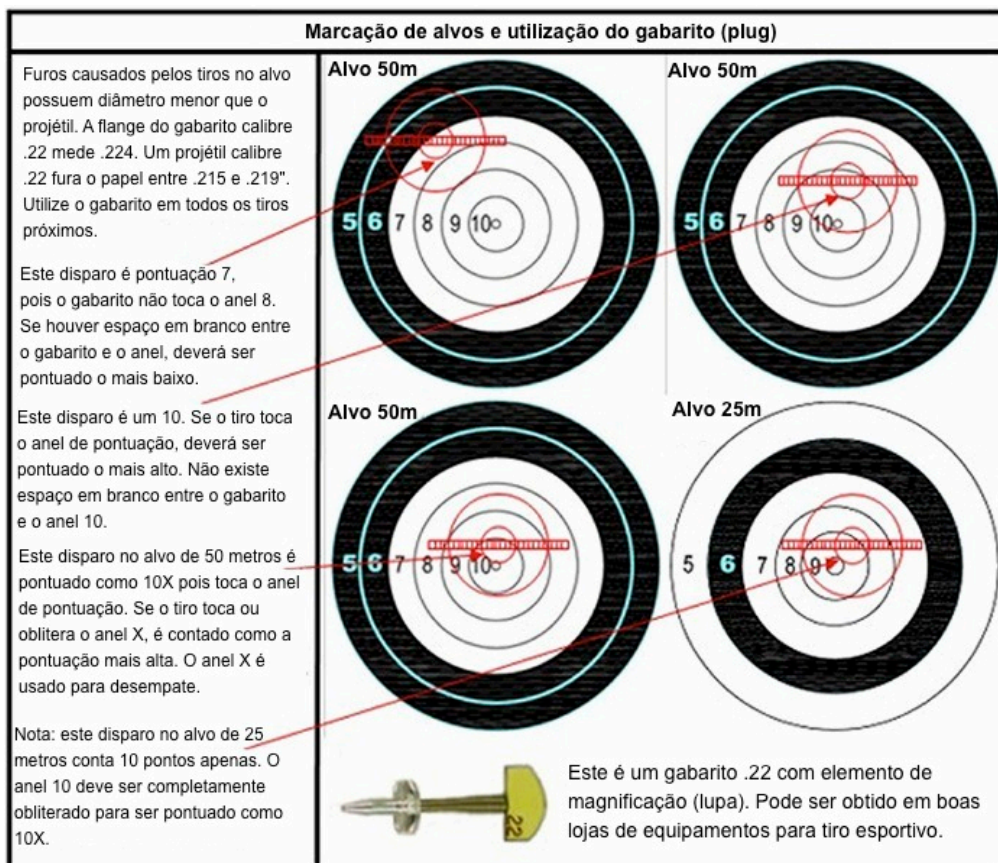 Marcação de alvos e utilização do gabarito (plug)
Furos causados pelos tiros no alvo
possuem diâmetro menor que o
projétil. A flange do gabarito calibre
.22 mede .224. Um projétil calibre
.22 fura o papel entre .215 e .219".
Utilize o gabarito em todos os tiros
próximos.
Este disparo é pontuação 7,
pois o gabarito não toca o anel 8.
Se houver espaço em branco entre
o gabarito e o anel, deverá ser
pontuado o mais baixo.
Este disparo é um 10. Se o tiro toca
o anel de pontuação, deverá ser
pontuado o mais alto. Não existe
espaço em branco entre o gabarito
e o anel 10.
Este disparo no alvo de 50 metros é
pontuado como 10X pois toca o anel
de pontuação. Se o tiro toca ou
oblitera o anel X, é contado como a
pontuação mais alta. O anel X é
usado para desempate.
Nota: este disparo no alvo de 25
metros conta 10 pontos apenas. O
anel 10 deve ser completamente
obliterado para ser pontuado como
10X.
Alvo 50m
5 6 7 8 9 10
Alvo 50m
5 6 7 8 9 10
Alvo 50m
5 6 7 8 9 10
Alvo 25m
5 6 7 8 9
22
Este é um gabarito .22 com elemento de
magnificação (lupa). Pode ser obtido em boas
lojas de equipamentos para tiro esportivo.